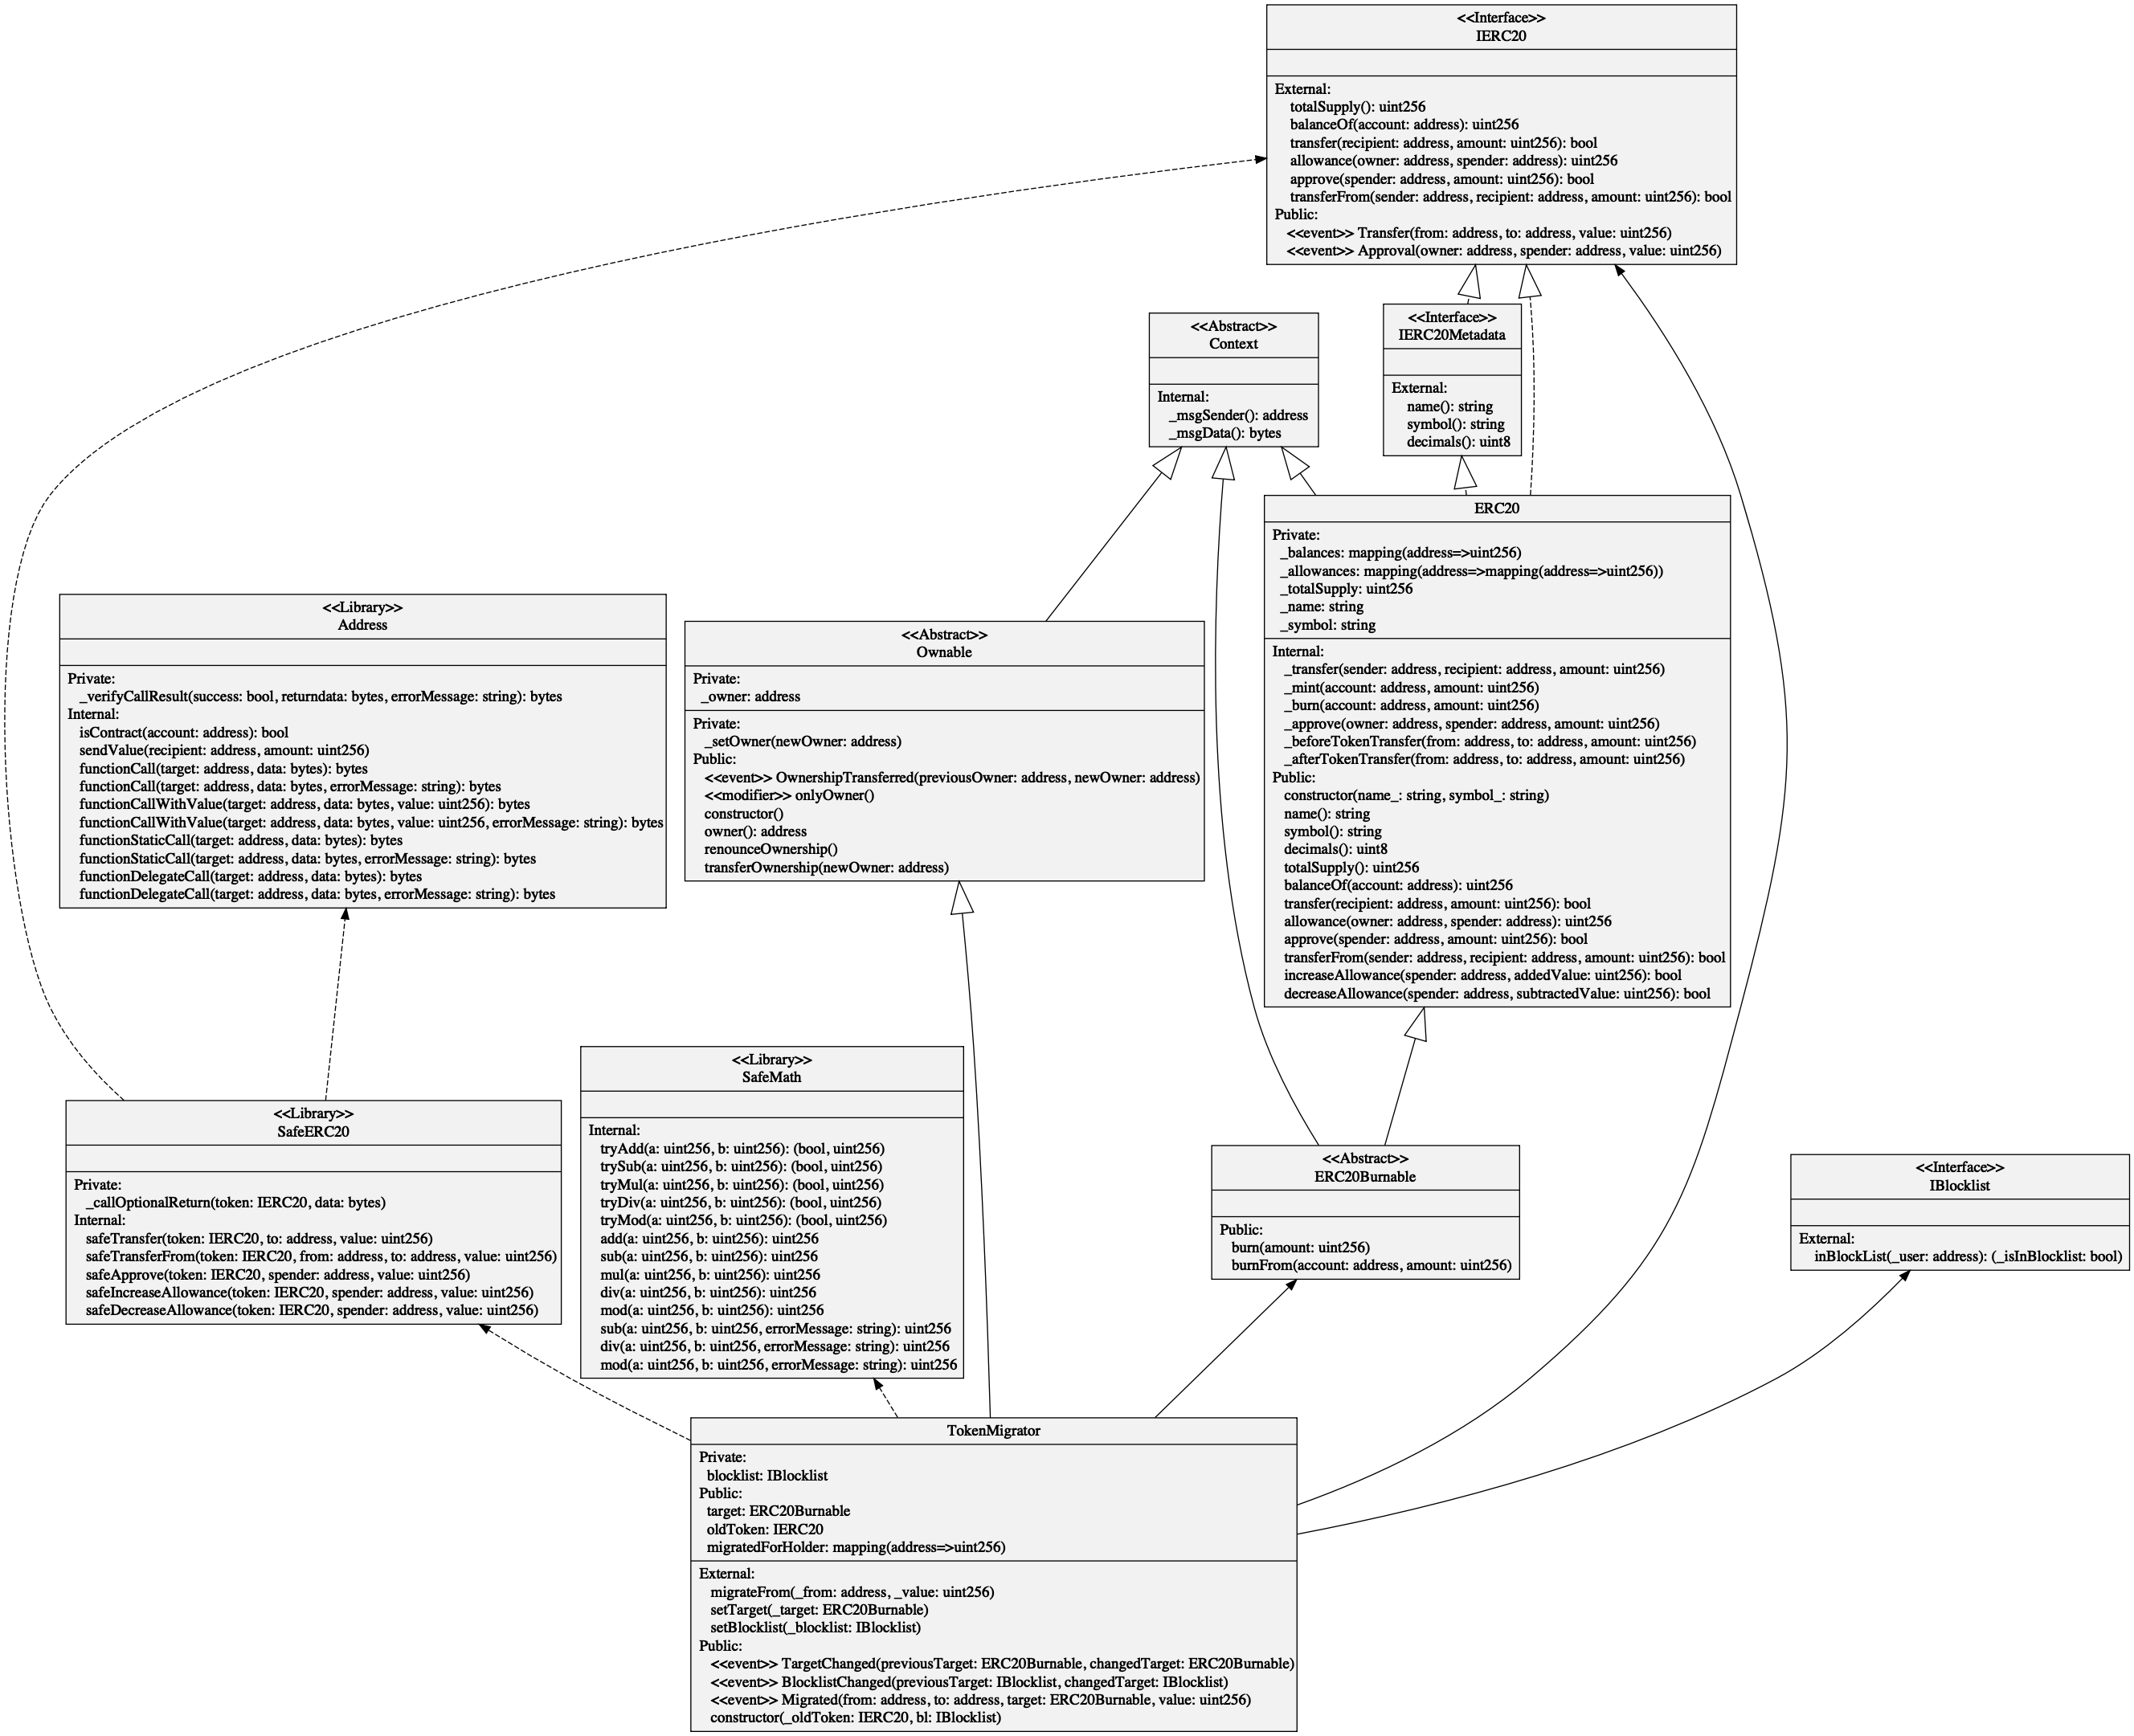 <<Interface>>
IERC20
External:
totalSupply(): uint256
balanceOf(account: address): uint256
transfer(recipient: address, amount: uint256): bool
allowance(owner: address, spender: address): uint256
approve(spender: address, amount: uint256): bool
transferFrom(sender: address, recipient: address, amount: uint256): bool
Public:
<<event>> Transfer(from: address, to: address, value: uint256)
<<event>> Approval(owner: address, spender: address, value: uint256)
<<Abstract>>
Context
Internal:
_msgSender(): address
_msgData(): bytes
<<Interface>>
IERC20Metadata
External:
name(): string
symbol(): string
decimals(): uint8
ERC20
Private:
_balances: mapping(address=>uint256)
_allowances: mapping(address=>mapping(address=>uint256))
_totalSupply: uint256
_name: string
_symbol: string
Internal:
_transfer(sender: address, recipient: address, amount: uint256)
_mint(account: address, amount: uint256)
_burn(account: address, amount: uint256)
_approve(owner: address, spender: address, amount: uint256)
_beforeTokenTransfer(from: address, to: address, amount: uint256)
_afterTokenTransfer(from: address, to: address, amount: uint256)
Public:
constructor(name_: string, symbol_: string)
name(): string
symbol(): string
decimals(): uint8
totalSupply(): uint256
balanceOf(account: address): uint256
transfer(recipient: address, amount: uint256): bool
allowance(owner: address, spender: address): uint256
approve(spender: address, amount: uint256): bool
transferFrom(sender: address, recipient: address, amount: uint256): bool
increaseAllowance(spender: address, addedValue: uint256): bool
decreaseAllowance(spender: address, subtractedValue: uint256): bool
<<Library>>
Address
Private:
_verifyCallResult(success: bool, returndata: bytes, errorMessage: string): bytes
Internal:
isContract(account: address): bool
sendValue(recipient: address, amount: uint256)
functionCall(target: address, data: bytes): bytes
functionCall(target: address, data: bytes, errorMessage: string): bytes
functionCallWithValue(target: address, data: bytes, value: uint256): bytes
functionCallWithValue(target: address, data: bytes, value: uint256, errorMessage: string): bytes
functionStaticCall(target: address, data: bytes): bytes
functionStaticCall(target: address, data: bytes, errorMessage: string): bytes
functionDelegateCall(target: address, data: bytes): bytes
functionDelegateCall(target: address, data: bytes, errorMessage: string): bytes
<<Abstract>>
Ownable
Private:
_owner: address
Private:
_setOwner(newOwner: address)
Public:
<<event>> OwnershipTransferred(previousOwner: address, newOwner: address)
<<modifier>> onlyOwner()
constructor()
owner(): address
renounceOwnership()
transferOwnership(newOwner: address)
<<Library>>
SafeERC20
Private:
_callOptionalReturn(token: IERC20, data: bytes)
Internal:
safeTransfer(token: IERC20, to: address, value: uint256)
safeTransferFrom(token: IERC20, from: address, to: address, value: uint256)
safeApprove(token: IERC20, spender: address, value: uint256)
safeIncreaseAllowance(token: IERC20, spender: address, value: uint256)
safeDecreaseAllowance(token: IERC20, spender: address, value: uint256)
<<Library>>
SafeMath
Internal:
tryAdd(a: uint256, b: uint256): (bool, uint256)
trySub(a: uint256, b: uint256): (bool, uint256)
tryMul(a: uint256, b: uint256): (bool, uint256)
tryDiv(a: uint256, b: uint256): (bool, uint256)
tryMod(a: uint256, b: uint256): (bool, uint256)
add(a: uint256, b: uint256): uint256
sub(a: uint256, b: uint256): uint256
mul(a: uint256, b: uint256): uint256
div(a: uint256, b: uint256): uint256
mod(a: uint256, b: uint256): uint256
sub(a: uint256, b: uint256, errorMessage: string): uint256
div(a: uint256, b: uint256, errorMessage: string): uint256
mod(a: uint256, b: uint256, errorMessage: string): uint256
<<Abstract>>
ERC20Burnable
Public:
burn(amount: uint256)
burnFrom(account: address, amount: uint256)
<<Interface>>
IBlocklist
External:
inBlockList(_user: address): (_isInBlocklist: bool)
TokenMigrator
Private:
blocklist: IBlocklist
Public:
target: ERC20Burnable
oldToken: IERC20
migratedForHolder: mapping(address=>uint256)
External:
migrateFrom(_from: address, _value: uint256)
setTarget(_target: ERC20Burnable)
setBlocklist(_blocklist: IBlocklist)
Public:
<<event>> TargetChanged(previousTarget: ERC20Burnable, changedTarget: ERC20Burnable)
<<event>> BlocklistChanged(previousTarget: IBlocklist, changedTarget: IBlocklist)
<<event>> Migrated(from: address, to: address, target: ERC20Burnable, value: uint256)
constructor(_oldToken: IERC20, bl: IBlocklist)